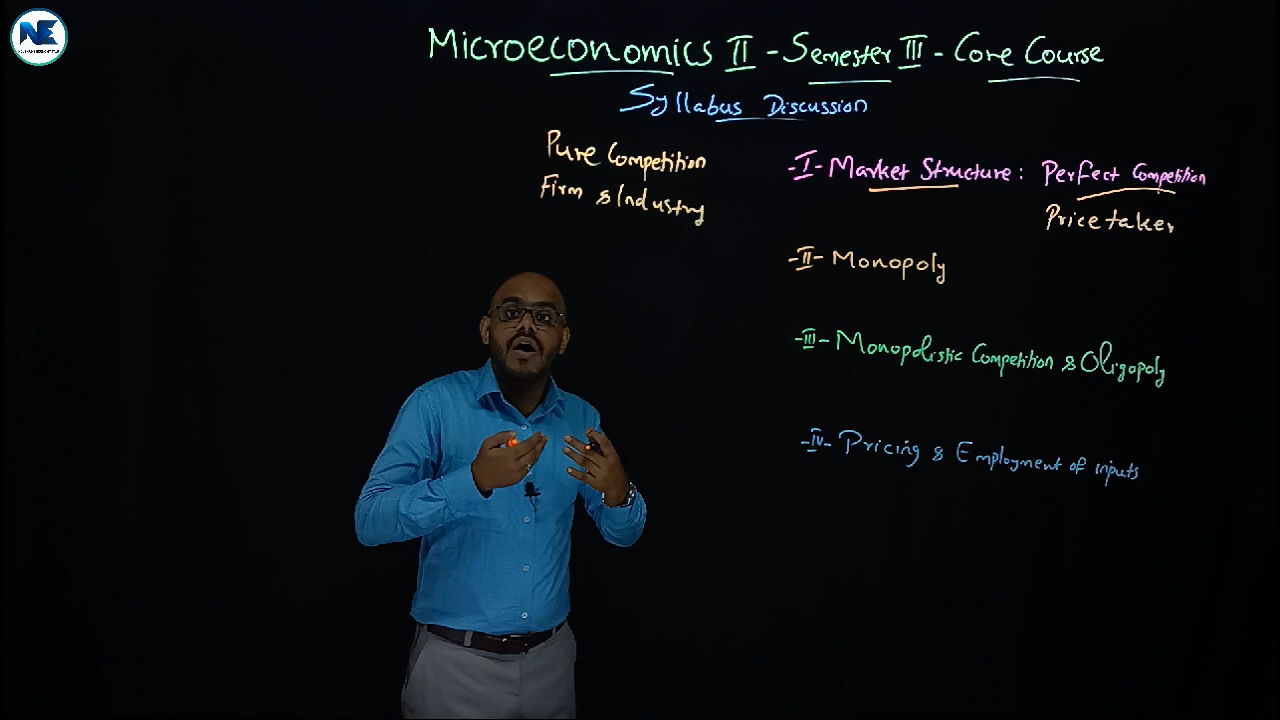 NE
Microeconomics II - Semester III - Core Course
Syllabus Discussion
Pure Competition
Firm & Industry
-I- Market Structure: Perfect Competition
Price taker
-II- Monopoly
-III- Monopolistic Competition & Oligopoly
-IV- Pricing & Employment of inputs